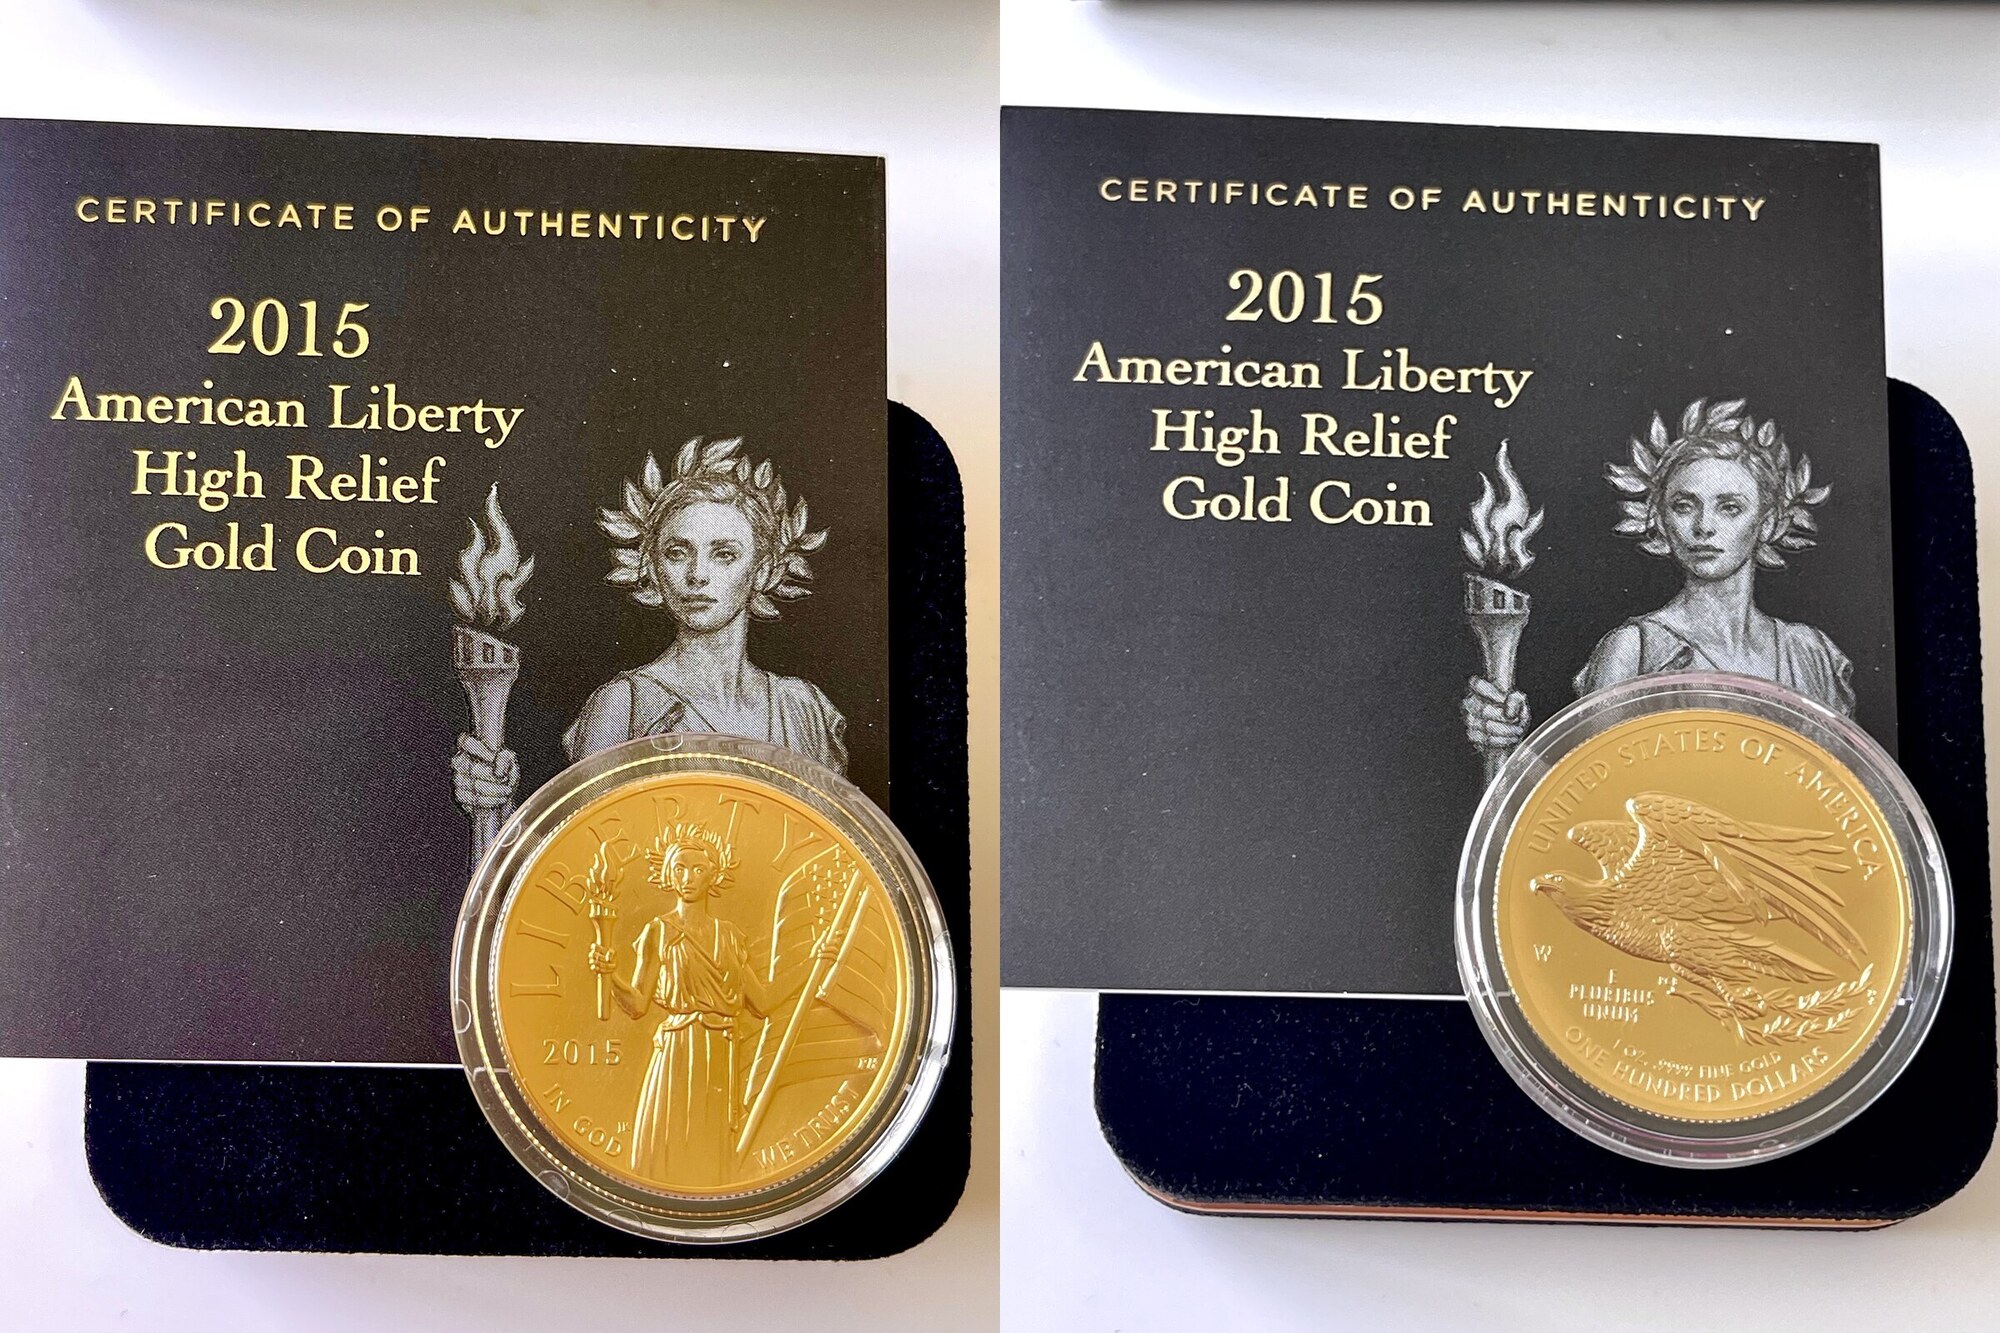 CERTIFICATE OF AUTHENTICITY
2015
American Liberty
High Relief
Gold Coin
LIBERTY
2015
IN GOD WE TRUST
CERTIFICATE OF AUTHENTICITY
2015
American Liberty
High Relief
Gold Coin
UNITED STATES OF AMERICA
W
E
PLURIBUS
UNUM
1 OZ. .9999 FINE GOLD
ONE HUNDRED DOLLARS